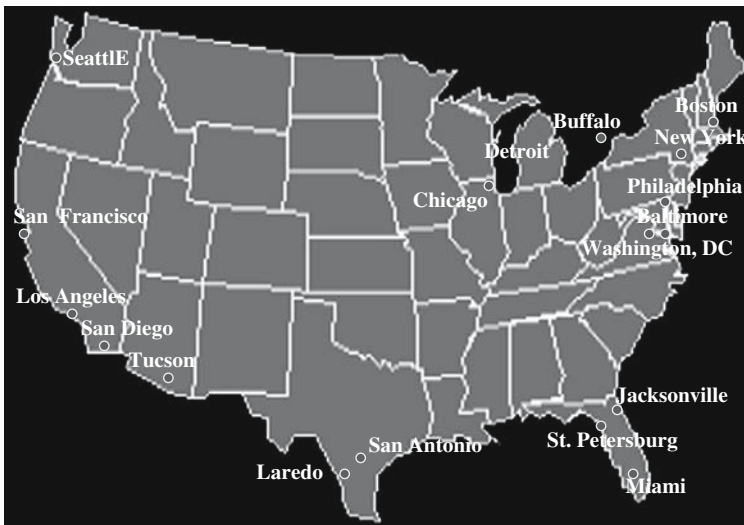 SeattlE
Boston
Buffalo
New York
Detroit
Chicago
Philadelphia
San Francisco
Baltimore
Washington, DC
Los Angeles
San Diego
Tucson
Jacksonville
San Antonio
St. Petersburg
Laredo
Miami